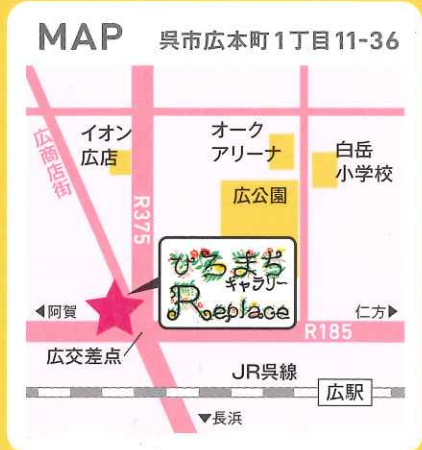 MAP 呉市広本町1丁目11-36
広商店街
イオン
広店
オーク
アリーナ
白岳
小学校
広公園
R375
ぴろまち
ギャラリー
Replace
◀阿賀
仁方▶
R185
広交差点
JR呉線
広駅
▼長浜